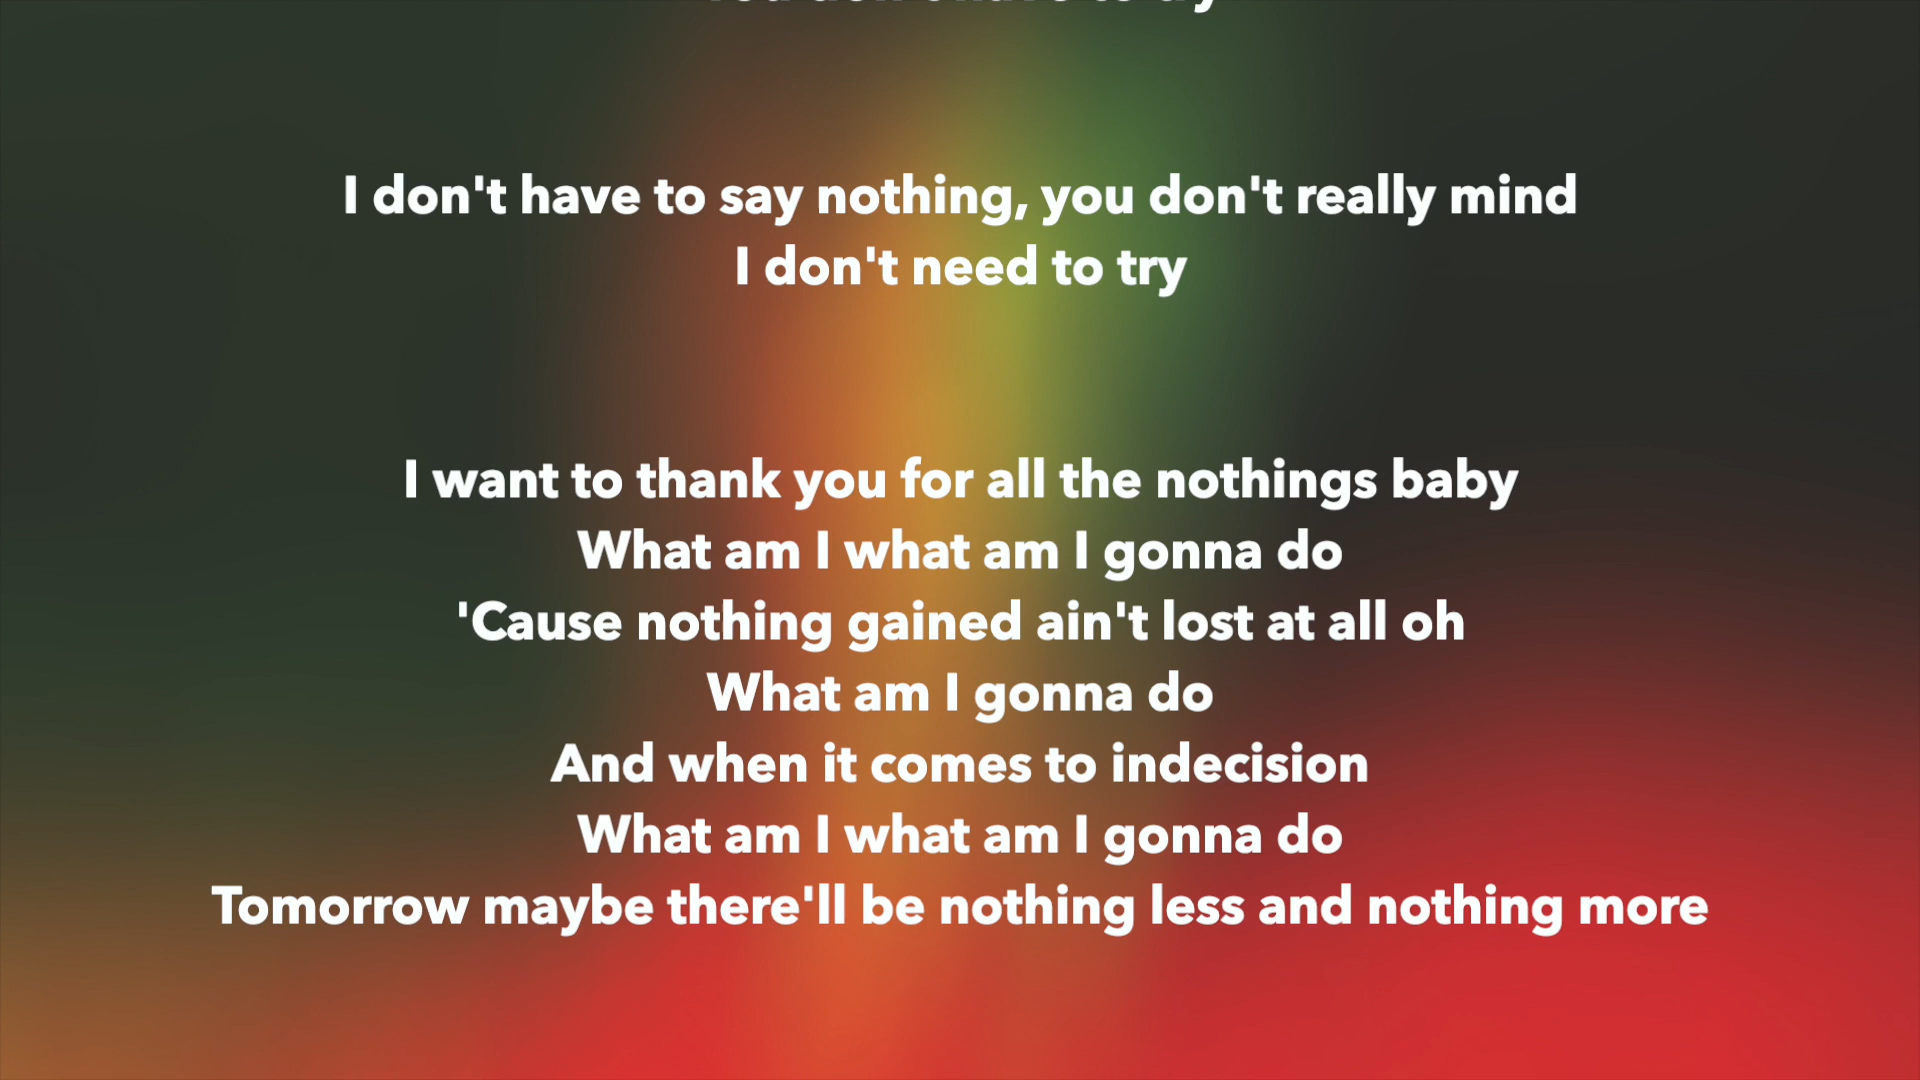 I don't have to say nothing, you don't really mind
I don't need to try
I want to thank you for all the nothings baby
What am I what am I gonna do
'Cause nothing gained ain't lost at all oh
What am I gonna do
And when it comes to indecision
What am I what am I gonna do
Tomorrow maybe there'll be nothing less and nothing more